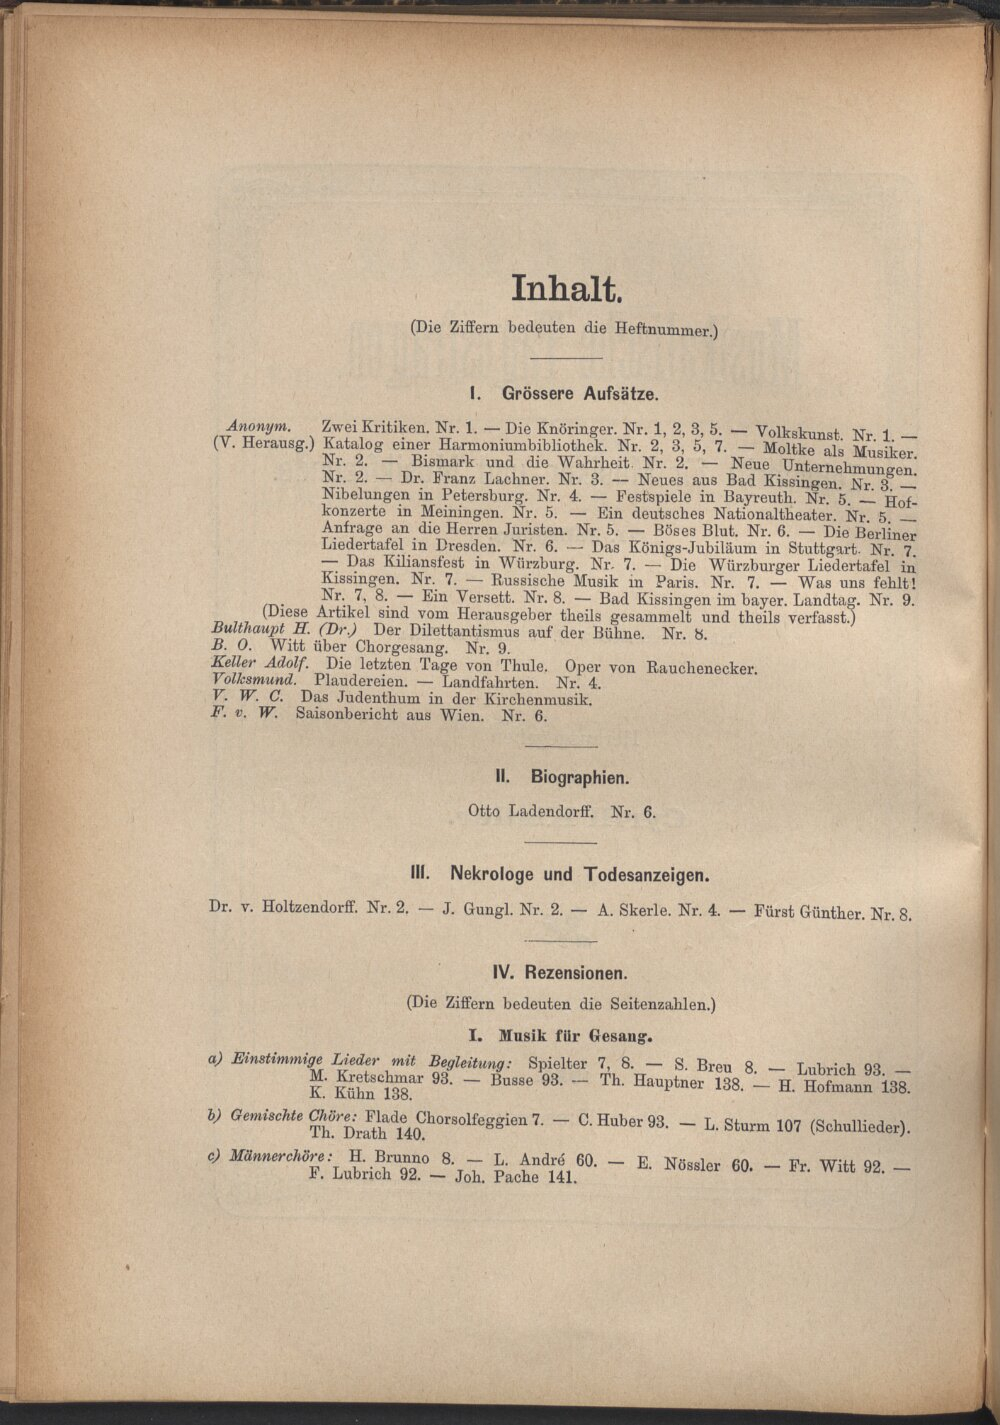 Inhalt.
(Die Ziffern bedeuten die Heftnummer.)
I. Grössere Aufsätze.
Anonym. Zwei Kritiken. Nr. 1. — Die Knöringer. Nr. 1, 2, 3, 5. — Volkskunst. Nr. 1. —
(V. Herausg.) Katalog einer Harmoniumbibliothek. Nr. 2, 3, 5, 7. — Moltke als Musiker.
Nr. 2. — Bismark und die Wahrheit. Nr. 2. — Neue Unternehmungen.
Nr. 2. — Dr. Franz Lachner. Nr. 3. — Neues aus Bad Kissingen. Nr. 3. —
Nibelungen in Petersburg. Nr. 4. — Festspiele in Bayreuth. Nr. 5. — Hof-
konzerte in Meiningen. Nr. 5. — Ein deutsches Nationaltheater. Nr. 5. —
Anfrage an die Herren Juristen. Nr. 5. — Böses Blut. Nr. 6. — Die Berliner
Liedertafel in Dresden. Nr. 6. — Das Königs-Jubiläum in Stuttgart. Nr. 7.
— Das Kiliansfest in Würzburg. Nr. 7. — Die Würzburger Liedertafel in
Kissingen. Nr. 7. — Russische Musik in Paris. Nr. 7. — Was uns fehlt!
Nr. 7, 8. — Ein Versett. Nr. 8. — Bad Kissingen im bayer. Landtag. Nr. 9.
(Diese Artikel sind vom Herausgeber theils gesammelt und theils verfasst.)
Bulthaupt H. (Dr.) Der Dilettantismus auf der Bühne. Nr. 8.
B. O. Witt über Chorgesang. Nr. 9.
Keller Adolf. Die letzten Tage von Thule. Oper von Rauchenecker.
Volksmund. Plaudereien. — Landfahrten. Nr. 4.
V. W. C. Das Judenthum in der Kirchenmusik.
F. v. W. Saisonbericht aus Wien. Nr. 6.
II. Biographien.
Otto Ladendorff. Nr. 6.
III. Nekrologe und Todesanzeigen.
Dr. v. Holtzendorff. Nr. 2. — J. Gungl. Nr. 2. — A. Skerle. Nr. 4. — Fürst Günther. Nr. 8.
IV. Rezensionen.
(Die Ziffern bedeuten die Seitenzahlen.)
I. Musik für Gesang.
a) Einstimmige Lieder mit Begleitung: Spielter 7, 8. — S. Breu 8. — Lubrich 93. —
M. Kretschmar 93. — Busse 93. — Th. Hauptner 138. — H. Hofmann 138.
K. Kühn 138.
b) Gemischte Chöre: Flade Chorsolfeggien 7. — C. Huber 93. — L. Sturm 107 (Schullieder).
Th. Drath 140.
c) Männerchöre: H. Brunno 8. — L. André 60. — E. Nössler 60. — Fr. Witt 92. —
F. Lubrich 92. — Joh. Pache 141.